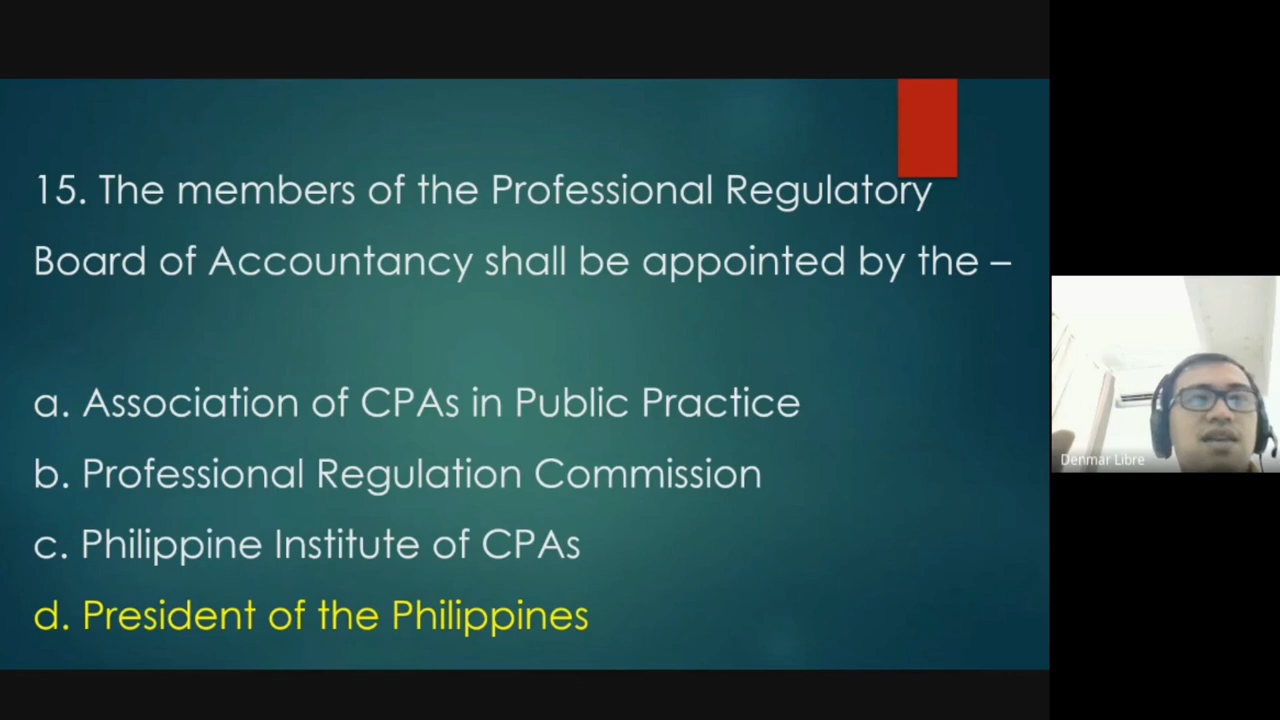 15. The members of the Professional Regulatory
Board of Accountancy shall be appointed by the –
a. Association of CPAs in Public Practice
b. Professional Regulation Commission
c. Philippine Institute of CPAs
d. President of the Philippines
Denmar Libre